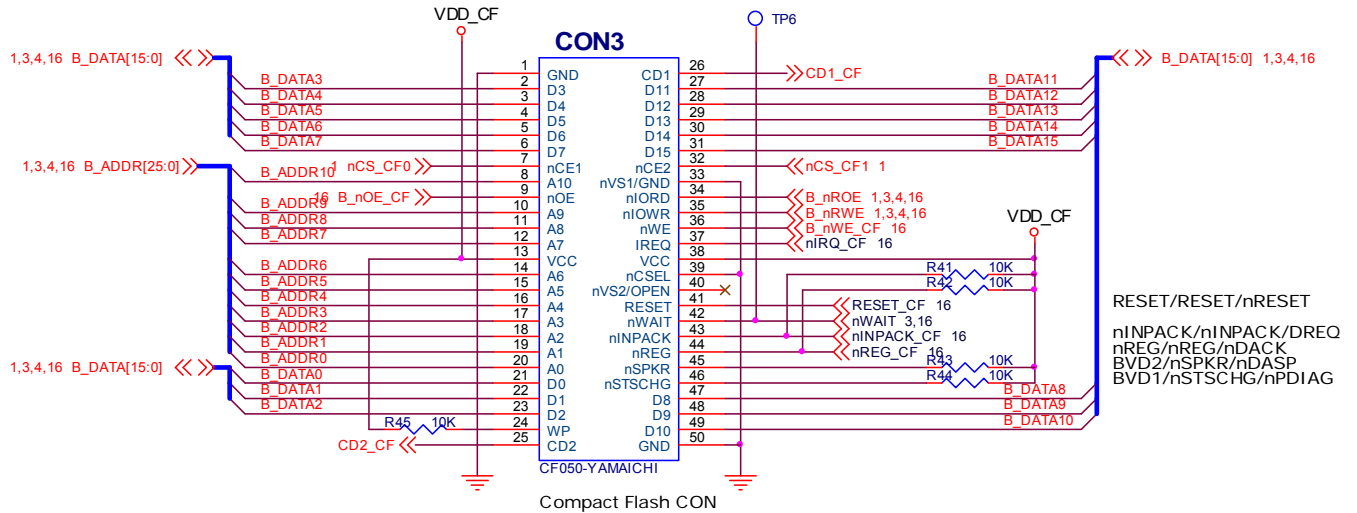 VDD_CF
TP6
CON3
1,3,4,16 B_DATA[15:0]
B_DATA[15:0] 1,3,4,16
1 GND CD1 26 CD1_CF
B_DATA3 2 D3 D11 27 B_DATA11
B_DATA4 3 D4 D12 28 B_DATA12
B_DATA5 4 D5 D13 29 B_DATA13
B_DATA6 5 D6 D14 30 B_DATA14
B_DATA7 6 D7 D15 31 B_DATA15
1,3,4,16 B_ADDR[25:0]
1 nCS_CF0 7 nCE1 nCE2 32 nCS_CF1 1
B_ADDR10 8 A10 nVS1/GND 33
16 B_nOE_CF 9 nOE nIORD 34 B_nROE 1,3,4,16
B_ADDR9 10 A9 nIOWR 35 B_nRWE 1,3,4,16
B_ADDR8 11 A8 nWE 36 B_nWE_CF 16
B_ADDR7 12 A7 IREQ 37 nIRQ_CF 16
VDD_CF
13 VCC VCC 38
B_ADDR6 14 A6 nCSEL 39 R41 10K
B_ADDR5 15 A5 nVS2/OPEN 40 R42 10K
B_ADDR4 16 A4 RESET 41 RESET_CF 16
B_ADDR3 17 A3 nWAIT 42 nWAIT 3,16
B_ADDR2 18 A2 nINPACK 43 nINPACK_CF 16
B_ADDR1 19 A1 nREG 44 nREG_CF 16
B_ADDR0 20 A0 nSPKR 45 R43 10K
1,3,4,16 B_DATA[15:0]
B_DATA0 21 D0 nSTSCHG 46 R44 10K
B_DATA1 22 D1 D8 47 B_DATA8
B_DATA2 23 D2 D9 48 B_DATA9
R45 10K 24 WP D10 49 B_DATA10
CD2_CF 25 CD2 GND 50
RESET/RESET/nRESET
nINPACK/nINPACK/DREQ
nREG/nREG/nDACK
BVD2/nSPKR/nDASP
BVD1/nSTSCHG/nPDIAG
CF050-YAMAICHI
Compact Flash CON